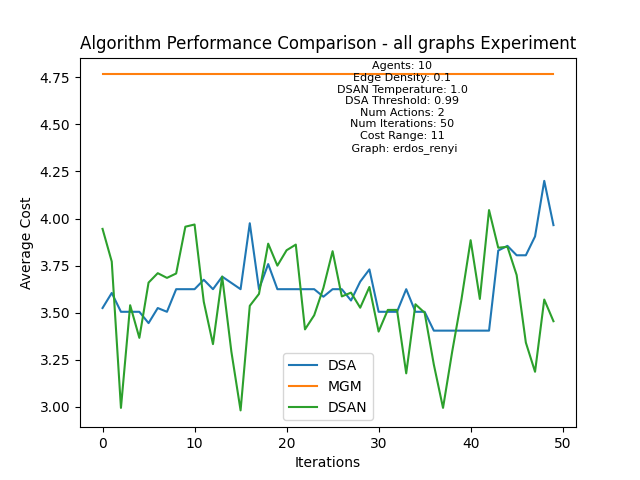 Algorithm Performance Comparison - all graphs Experiment
Agents: 10
Edge Density: 0.1
DSAN Temperature: 1.0
DSA Threshold: 0.99
Num Actions: 2
Num Iterations: 50
Cost Range: 11
Graph: erdos_renyi
4.75
4.50
4.25
4.00
3.75
3.50
3.25
3.00
Average Cost
DSA
MGM
DSAN
0 10 20 30 40 50
Iterations